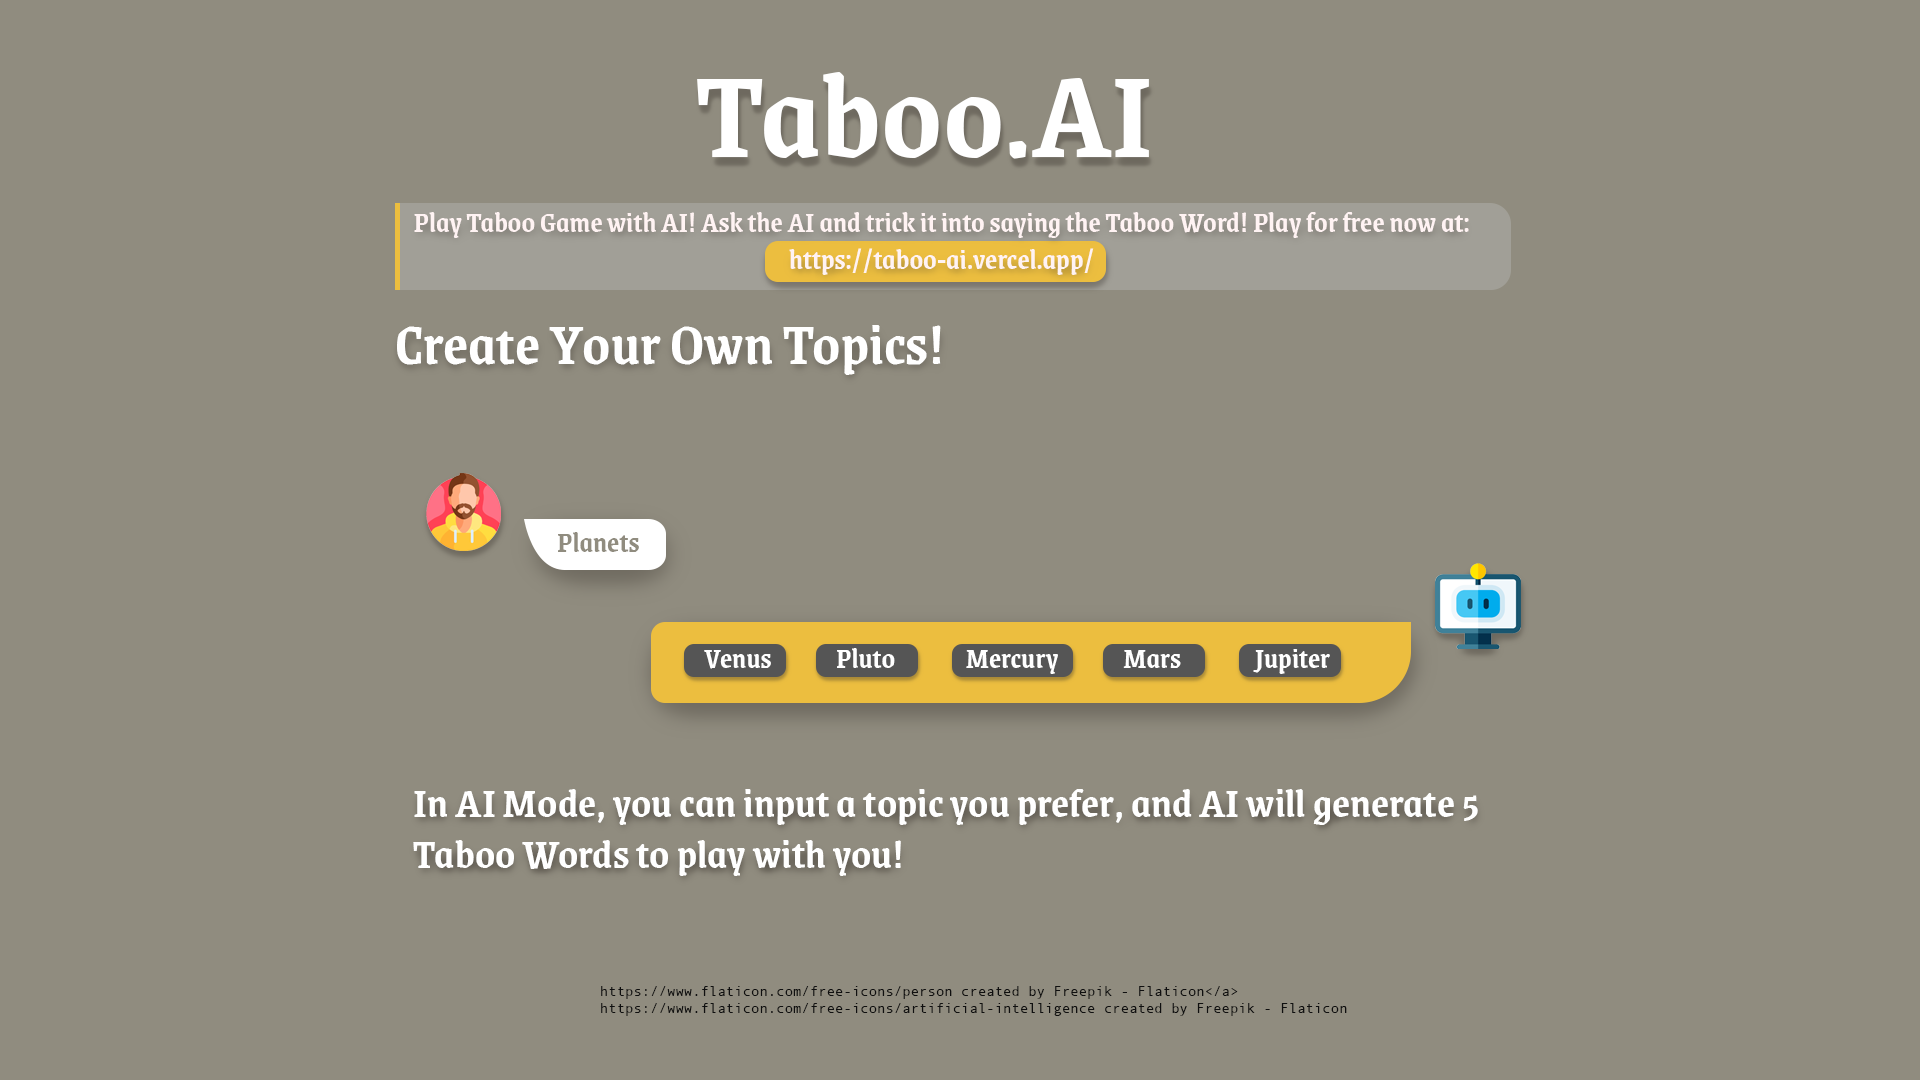 Taboo.AI
Play Taboo Game with AI! Ask the AI and trick it into saying the Taboo Word! Play for free now at:
https://taboo-ai.vercel.app/
Create Your Own Topics!
Planets
Venus Pluto Mercury Mars Jupiter
In AI Mode, you can input a topic you prefer, and AI will generate 5
Taboo Words to play with you!
https://www.flaticon.com/free-icons/person created by Freepik - Flaticon</a>
https://www.flaticon.com/free-icons/artificial-intelligence created by Freepik - Flaticon